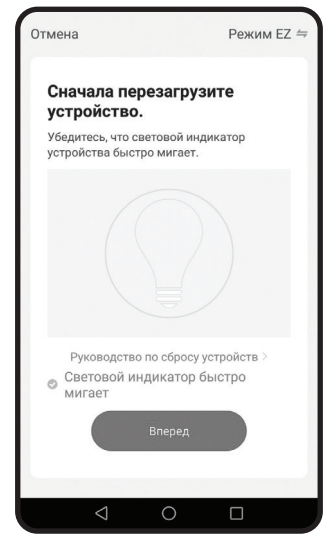 Отмена Режим EZ ⇋
Сначала перезагрузите
устройство.
Убедитесь, что световой индикатор
устройства быстро мигает.
Руководство по сбросу устройств >
Световой индикатор быстро
мигает
Вперед